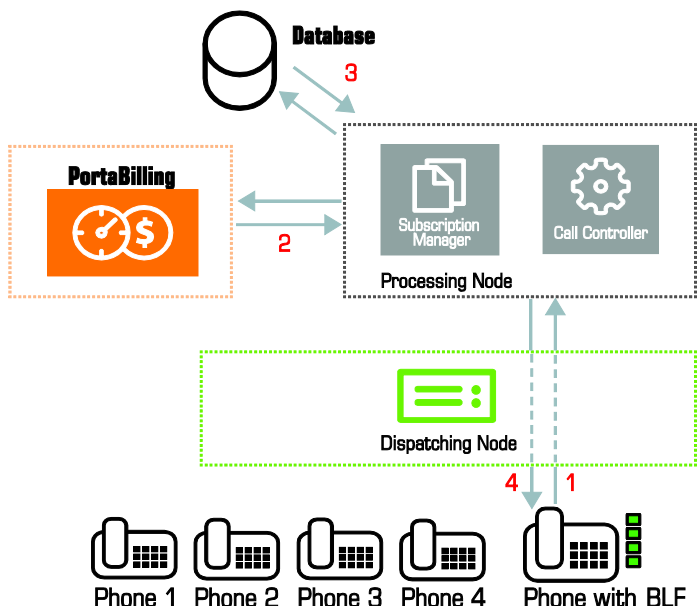 Database
3
PortaBilling
$
2
Subscription
Manager
Call Controller
Processing Node
Dispatching Node
4 1
Phone 1 Phone 2 Phone 3 Phone 4 Phone with BLF